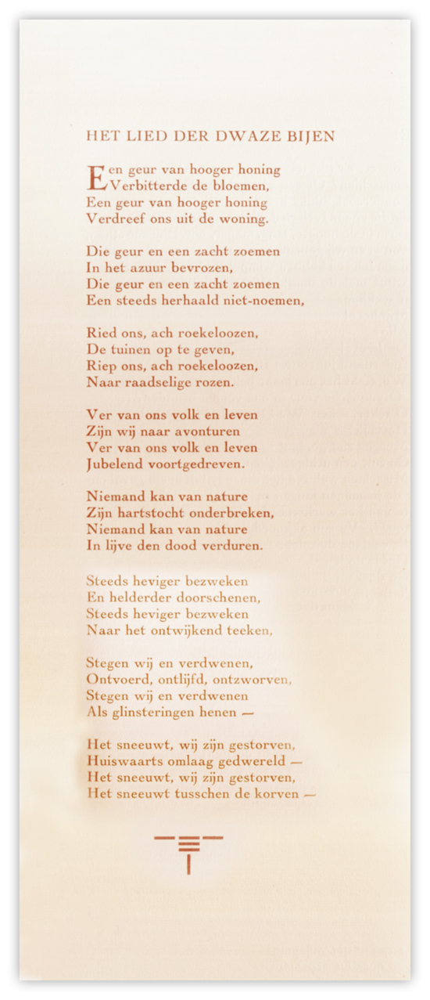 HET LIED DER DWAZE BIJEN
Een geur van hooger honing
Verbitterde de bloemen,
Een geur van hooger honing
Verdreef ons uit de woning.
Die geur en een zacht zoemen
In het azuur bevrozen,
Die geur en een zacht zoemen
Een steeds herhaald niet-noemen,
Ried ons, ach roekeloozen,
De tuinen op te geven,
Riep ons, ach roekeloozen,
Naar raadselige rozen.
Ver van ons volk en leven
Zijn wij naar avonturen
Ver van ons volk en leven
Jubelend voortgedreven.
Niemand kan van nature
Zijn hartstocht onderbreken,
Niemand kan van nature
In lijve den dood verduren.
Steeds heviger bezweken
En helderder doorschenen,
Steeds heviger bezweken
Naar het ontwijkend teeken,
Stegen wij en verdwenen,
Ontvoerd, ontlijfd, ontzworven,
Stegen wij en verdwenen
Als glinsteringen henen —
Het sneeuwt, wij zijn gestorven,
Huiswaarts omlaag gedwereld —
Het sneeuwt, wij zijn gestorven,
Het sneeuwt tusschen de korven —